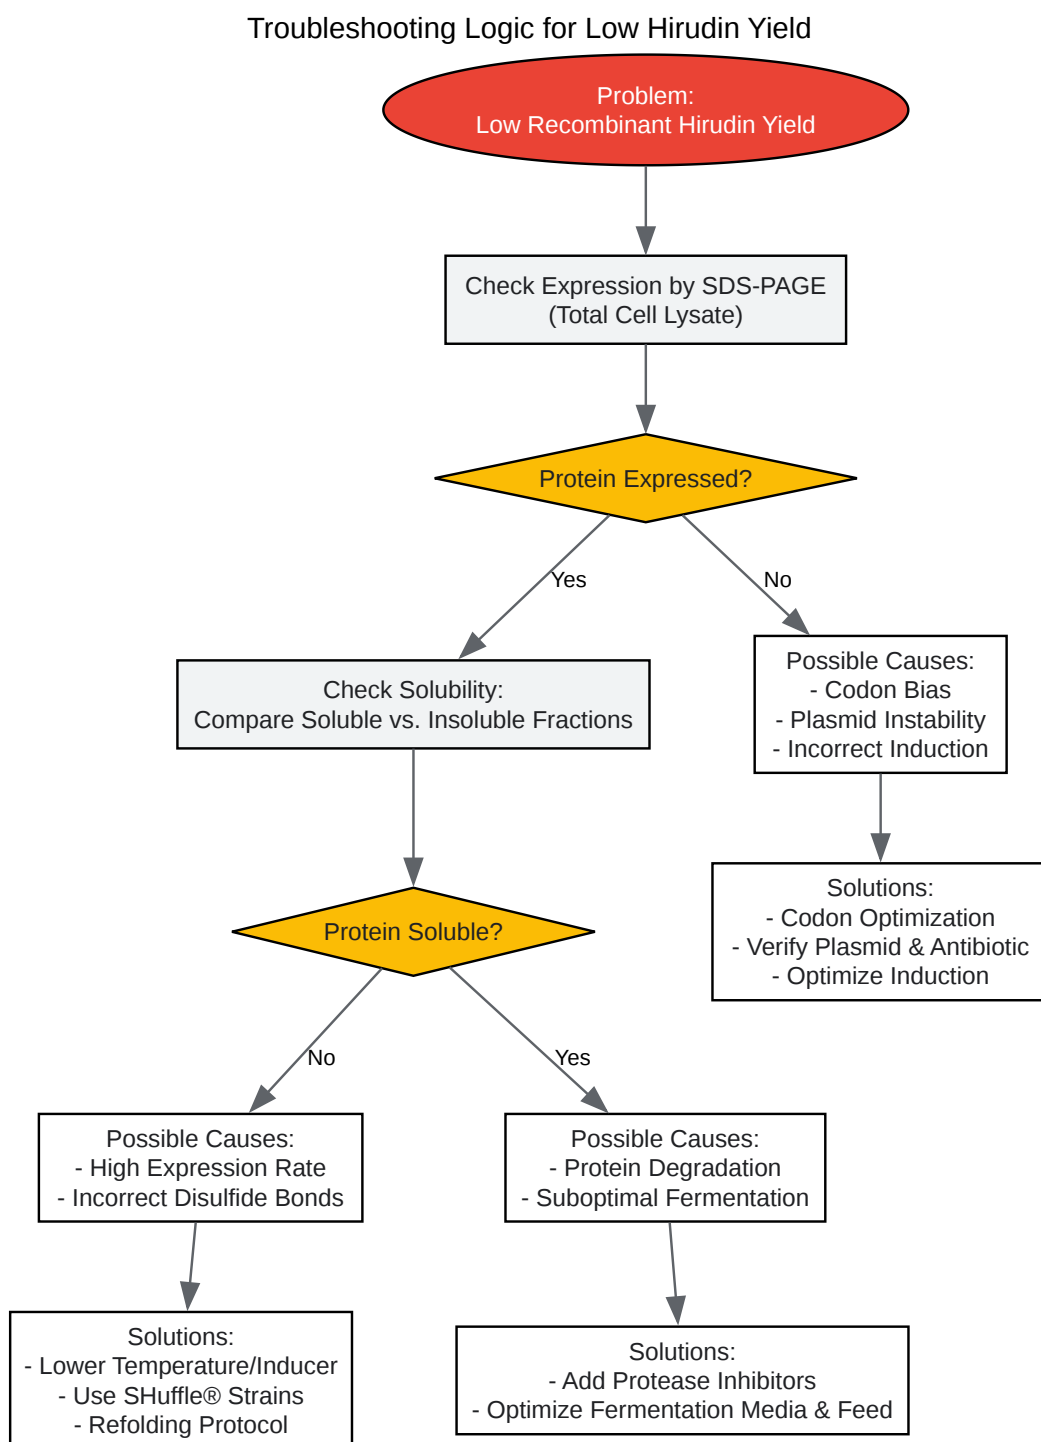 Troubleshooting Logic for Low Hirudin Yield
Problem:
Low Recombinant Hirudin Yield
Check Expression by SDS-PAGE
(Total Cell Lysate)
Protein Expressed?
Yes
No
Check Solubility:
Compare Soluble vs. Insoluble Fractions
Possible Causes:
- Codon Bias
- Plasmid Instability
- Incorrect Induction
Solutions:
- Codon Optimization
- Verify Plasmid & Antibiotic
- Optimize Induction
Protein Soluble?
No
Yes
Possible Causes:
- High Expression Rate
- Incorrect Disulfide Bonds
Possible Causes:
- Protein Degradation
- Suboptimal Fermentation
Solutions:
- Lower Temperature/Inducer
- Use SHuffle® Strains
- Refolding Protocol
Solutions:
- Add Protease Inhibitors
- Optimize Fermentation Media & Feed